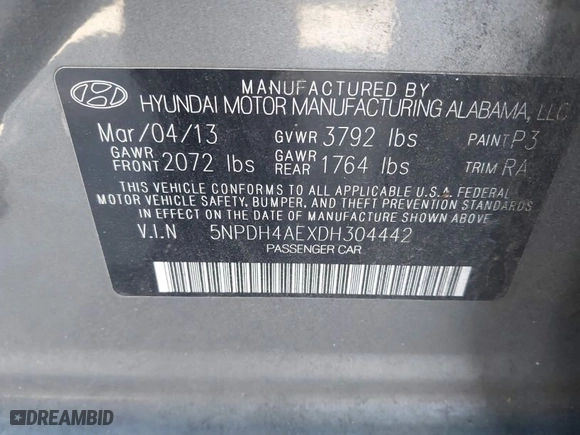 MANUFACTURED BY
HYUNDAI MOTOR MANUFACTURING ALABAMA, LLC
Mar/04/13 GVWR 3792 lbs PAINT P3
GAWR FRONT 2072 lbs GAWR REAR 1764 lbs TRIM RA
THIS VEHICLE CONFORMS TO ALL APPLICABLE U.S.A. FEDERAL
MOTOR VEHICLE SAFETY, BUMPER, AND THEFT PREVENTION STANDARDS
IN EFFECT ON THE DATE OF MANUFACTURE SHOWN ABOVE.
V.I.N 5NPDH4AEXDH304442
PASSENGER CAR
DREAMBID